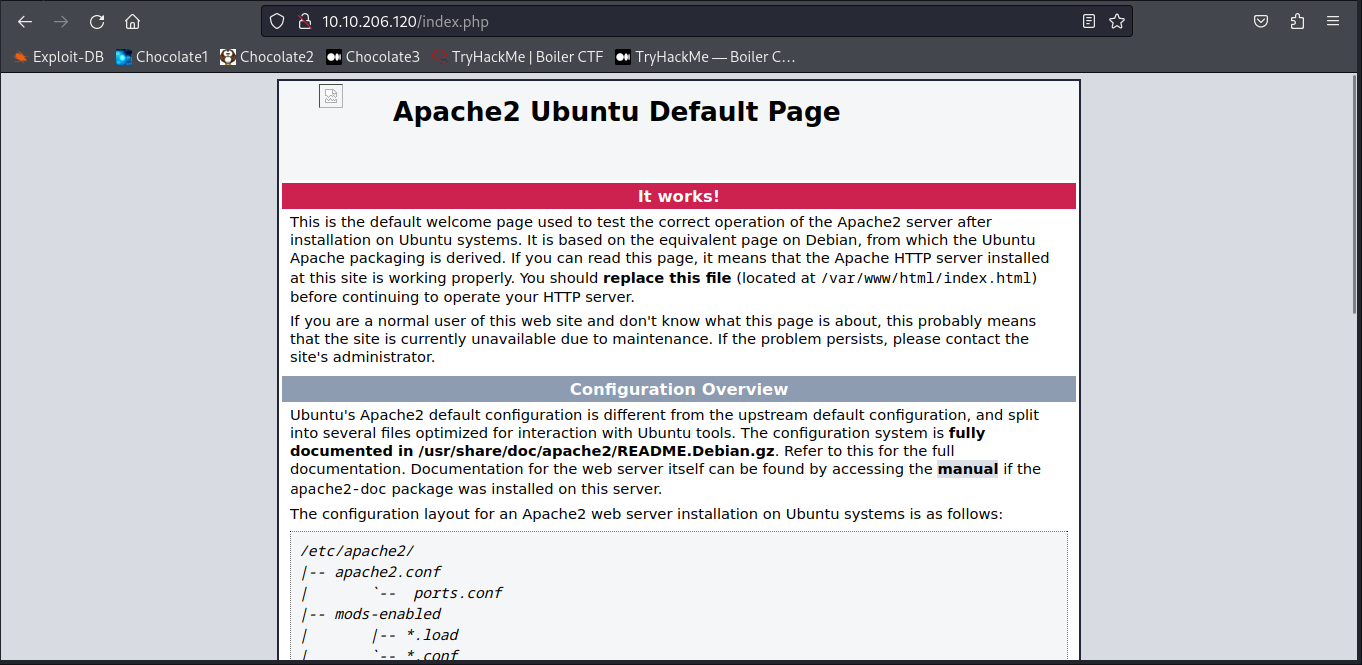 10.10.206.120/index.php
Exploit-DB Chocolate1 Chocolate2 Chocolate3 TryHackMe | Boiler CTF TryHackMe — Boiler C…
Apache2 Ubuntu Default Page
It works!
This is the default welcome page used to test the correct operation of the Apache2 server after
installation on Ubuntu systems. It is based on the equivalent page on Debian, from which the Ubuntu
Apache packaging is derived. If you can read this page, it means that the Apache HTTP server installed
at this site is working properly. You should replace this file (located at /var/www/html/index.html)
before continuing to operate your HTTP server.
If you are a normal user of this web site and don't know what this page is about, this probably means
that the site is currently unavailable due to maintenance. If the problem persists, please contact the
site's administrator.
Configuration Overview
Ubuntu's Apache2 default configuration is different from the upstream default configuration, and split
into several files optimized for interaction with Ubuntu tools. The configuration system is fully
documented in /usr/share/doc/apache2/README.Debian.gz. Refer to this for the full
documentation. Documentation for the web server itself can be found by accessing the manual if the
apache2-doc package was installed on this server.
The configuration layout for an Apache2 web server installation on Ubuntu systems is as follows:
/etc/apache2/
|-- apache2.conf
|       `--  ports.conf
|-- mods-enabled
|       |-- *.load
|       `-- *.conf